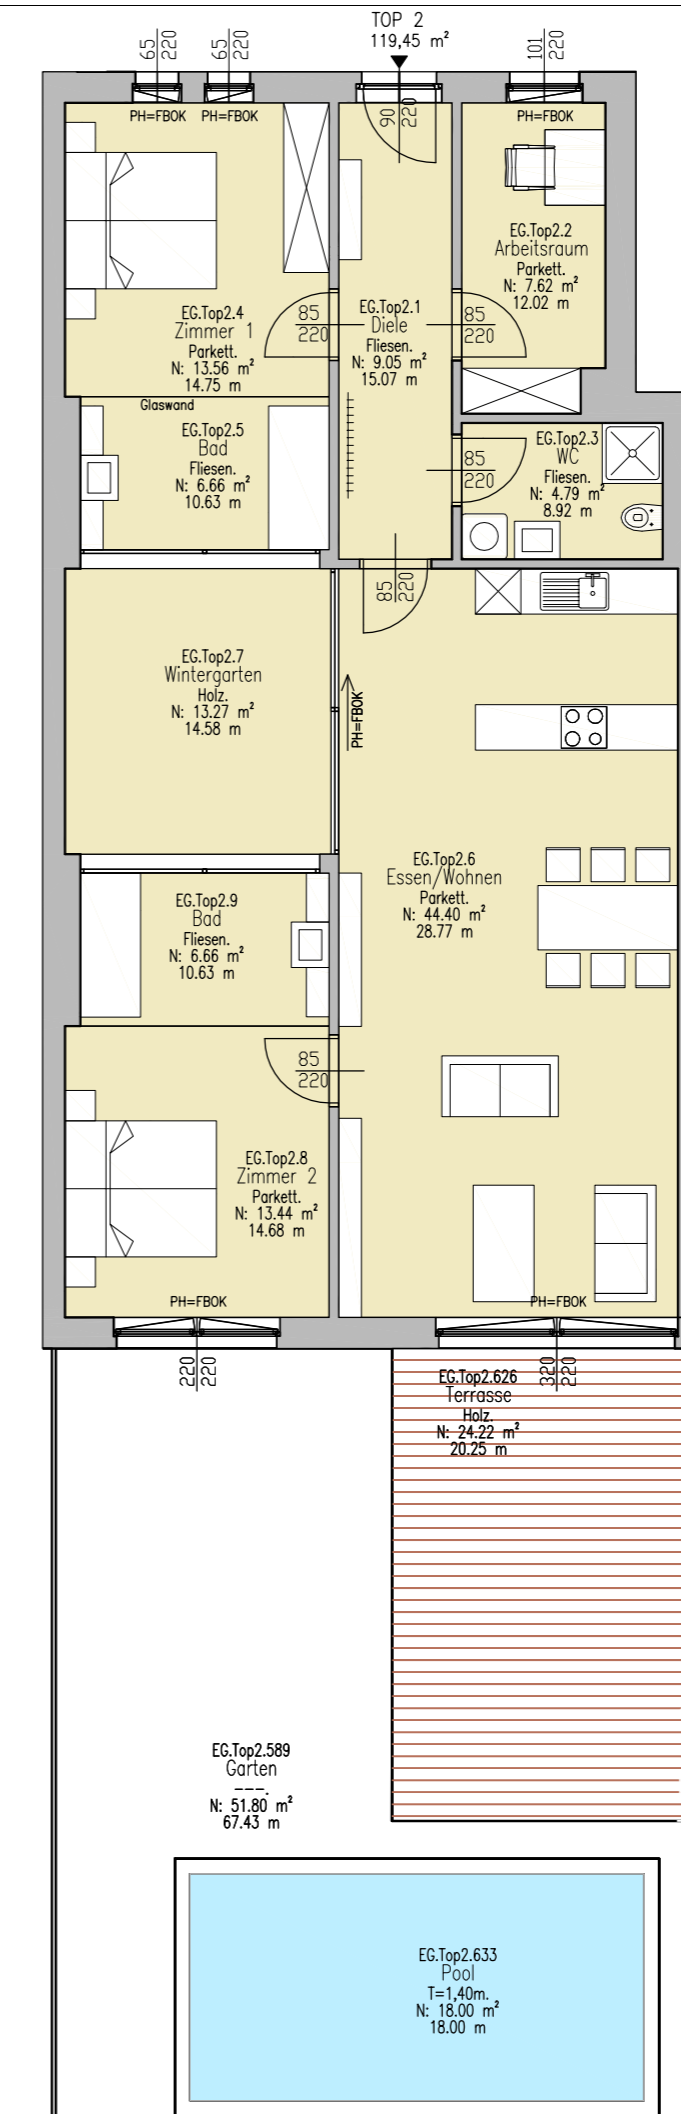 TOP 2
119,45 m²
65
220
65
220
101
220
PH=FBOK
PH=FBOK
90
220
PH=FBOK
EG.Top2.2
Arbeitsraum
Parkett.
N: 7.62 m²
12.02 m
EG.Top2.4
Zimmer 1
Parkett.
N: 13.56 m²
14.75 m
85
220
EG.Top2.1
Diele
Fliesen.
N: 9.05 m²
15.07 m
85
220
Glaswand
EG.Top2.5
Bad
Fliesen.
N: 6.66 m²
10.63 m
85
220
EG.Top2.3
WC
Fliesen.
N: 4.79 m²
8.92 m
85
220
EG.Top2.7
Wintergarten
Holz.
N: 13.27 m²
14.58 m
PH=FBOK
EG.Top2.6
Essen/Wohnen
Parkett.
N: 44.40 m²
28.77 m
EG.Top2.9
Bad
Fliesen.
N: 6.66 m²
10.63 m
85
220
EG.Top2.8
Zimmer 2
Parkett.
N: 13.44 m²
14.68 m
PH=FBOK
PH=FBOK
220
220
320
220
EG.Top2.626
Terrasse
Holz.
N: 24.22 m²
20.25 m
EG.Top2.589
Garten
---.
N: 51.80 m²
67.43 m
EG.Top2.633
Pool
T=1,40m.
N: 18.00 m²
18.00 m